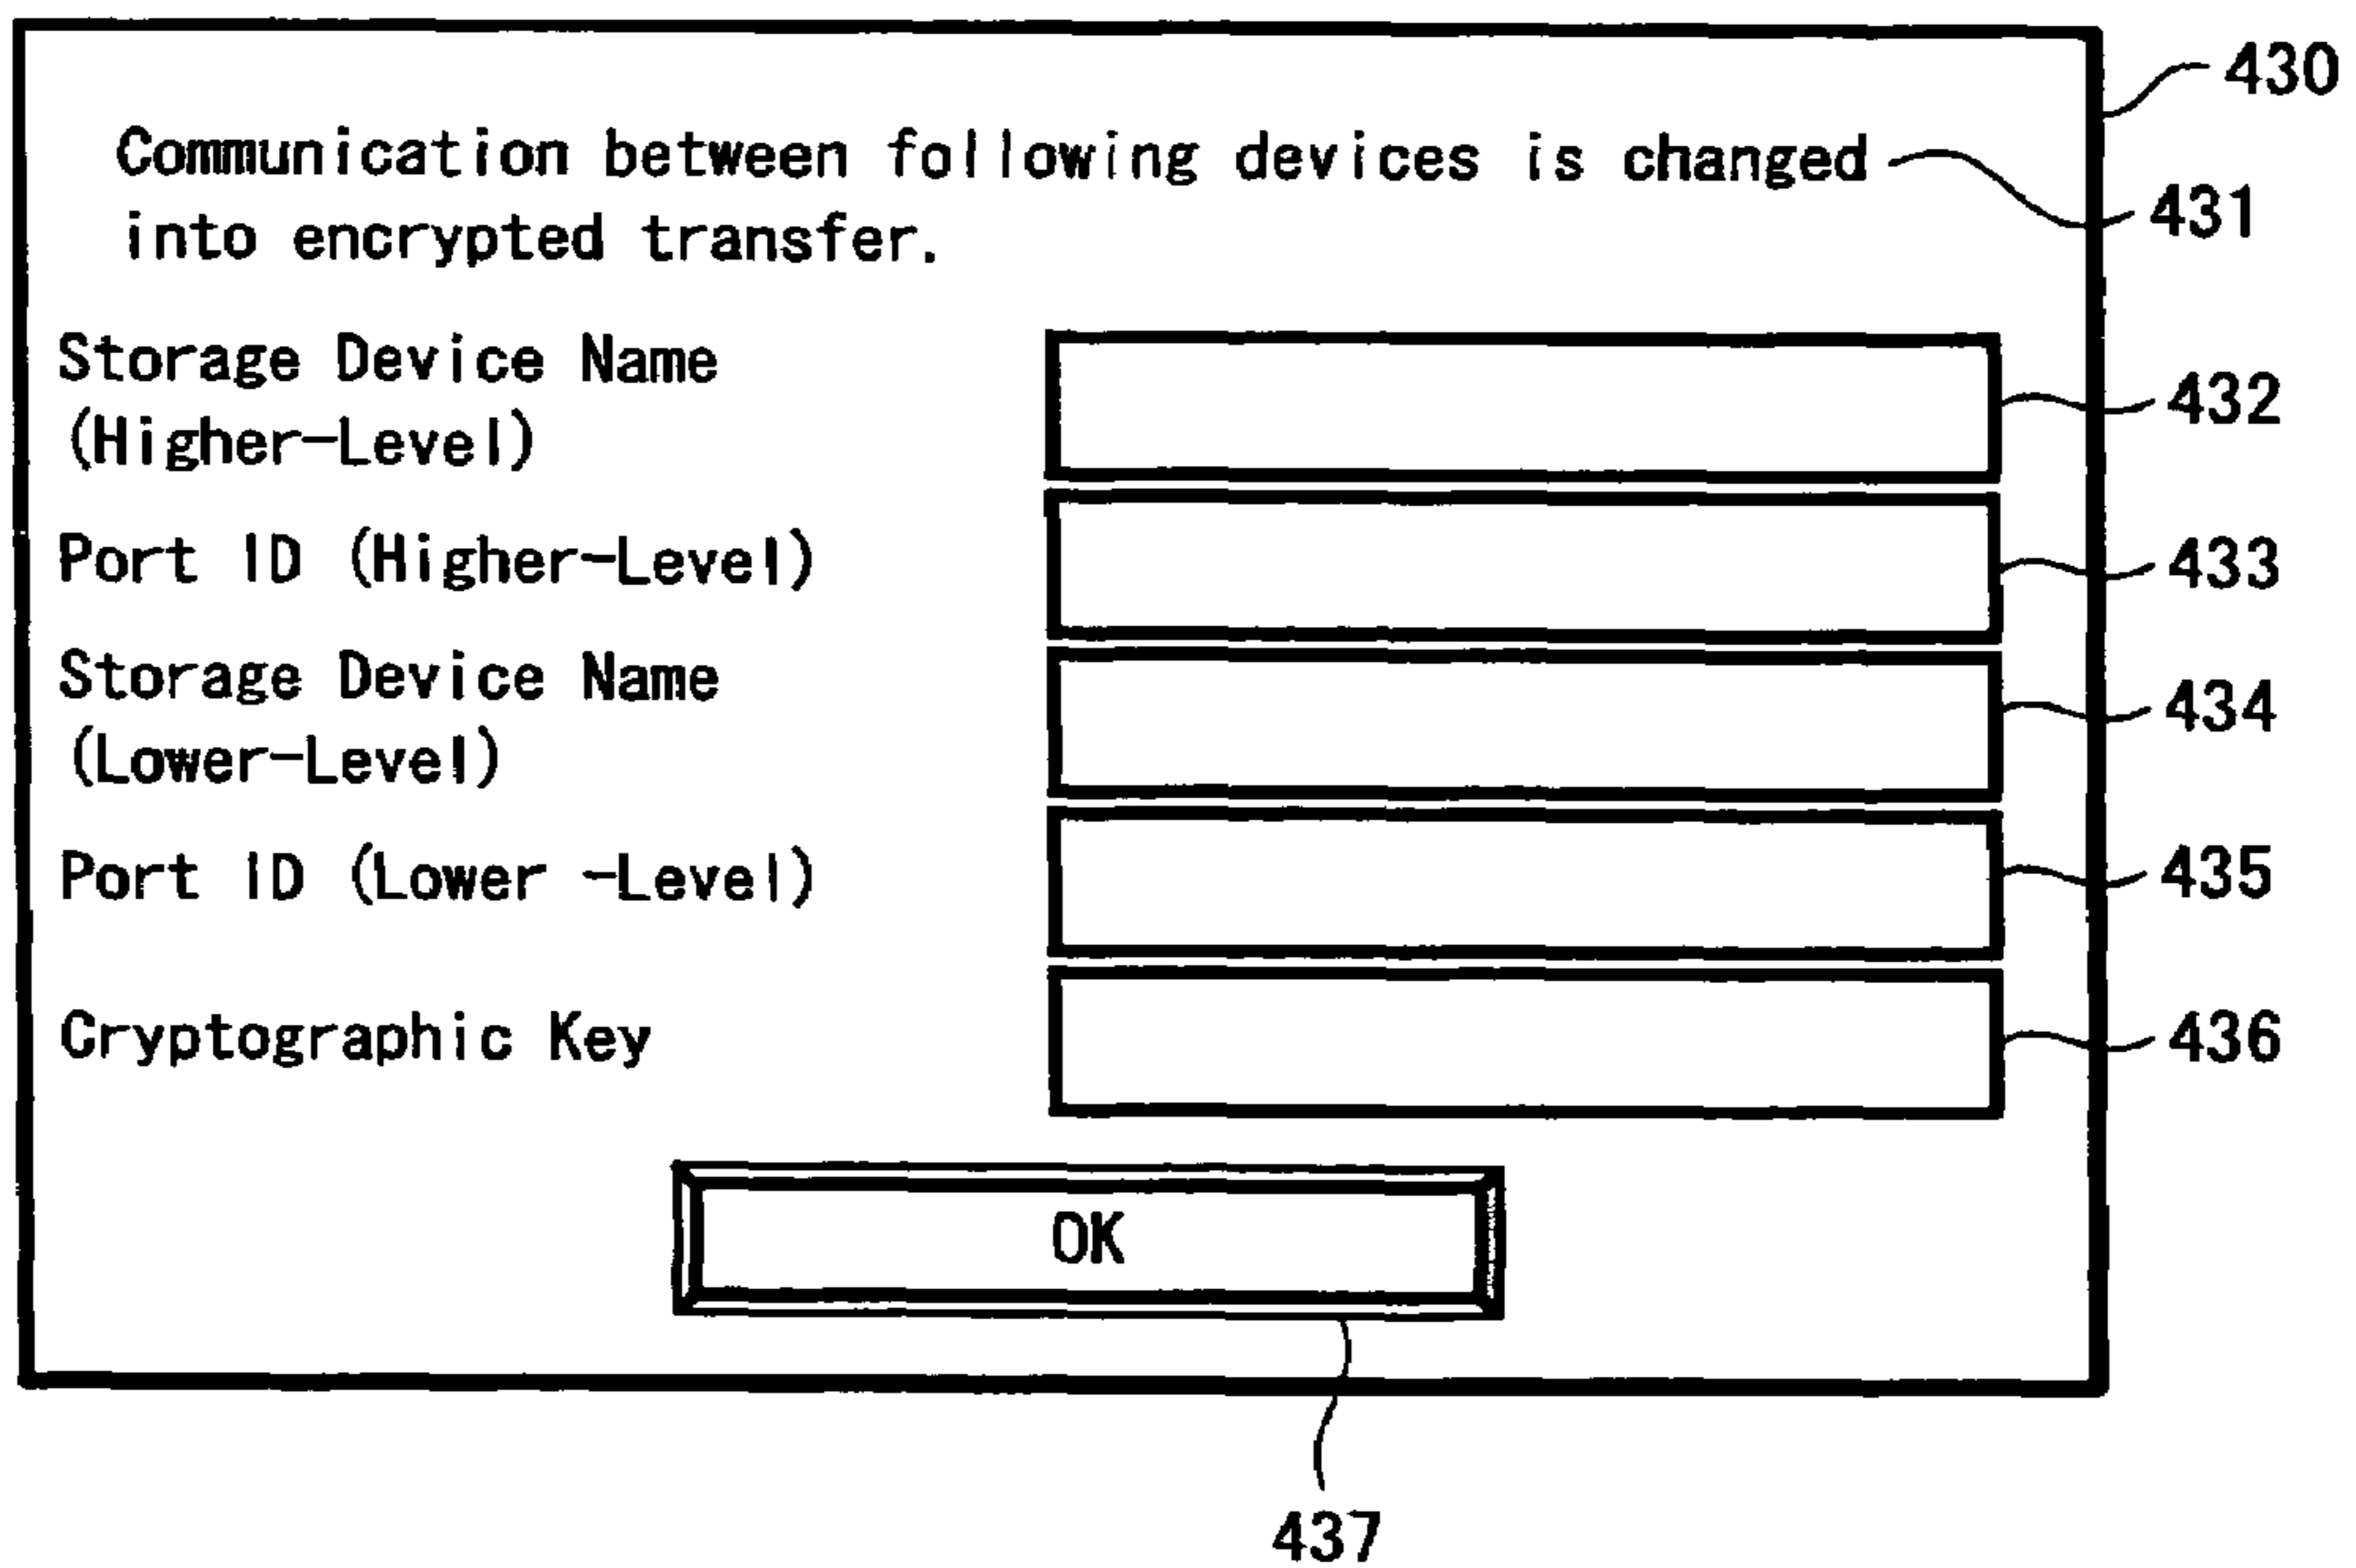 430
Communication between following devices is changed
431
into encrypted transfer.
Storage Device Name
(Higher-Level)
432
Port ID (Higher-Level)
433
Storage Device Name
(Lower-Level)
434
Port ID (Lower -Level)
435
Cryptographic Key
436
OK
437